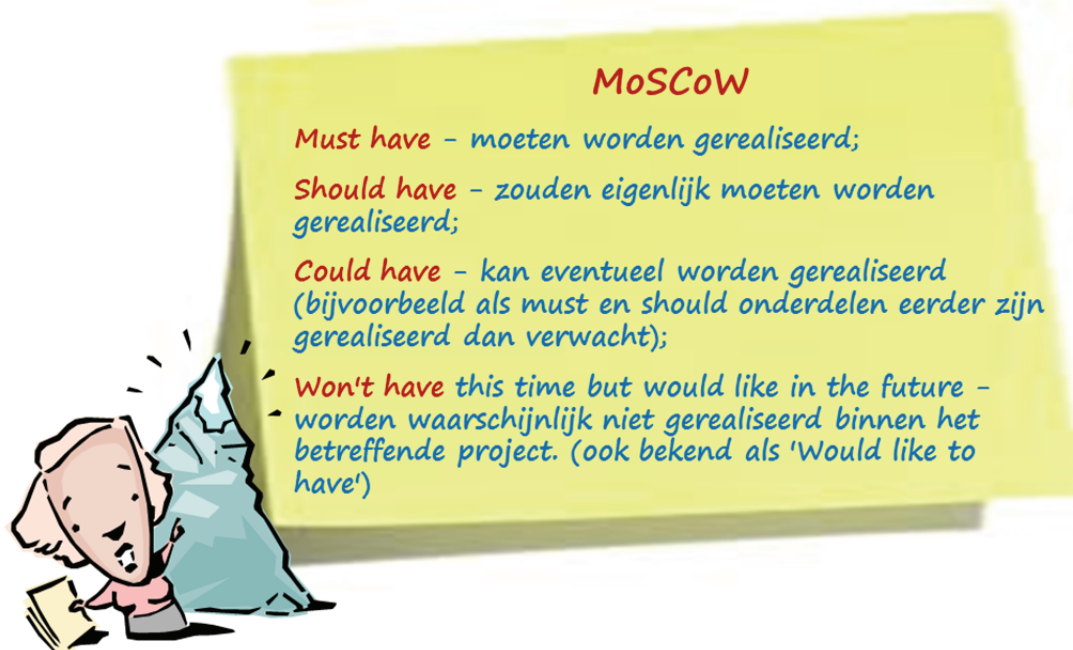 MoSCoW
Must have - moeten worden gerealiseerd;
Should have - zouden eigenlijk moeten worden
gerealiseerd;
Could have - kan eventueel worden gerealiseerd
(bijvoorbeeld als must en should onderdelen eerder zijn
gerealiseerd dan verwacht);
Won't have this time but would like in the future -
worden waarschijnlijk niet gerealiseerd binnen het
betreffende project. (ook bekend als 'Would like to
have')